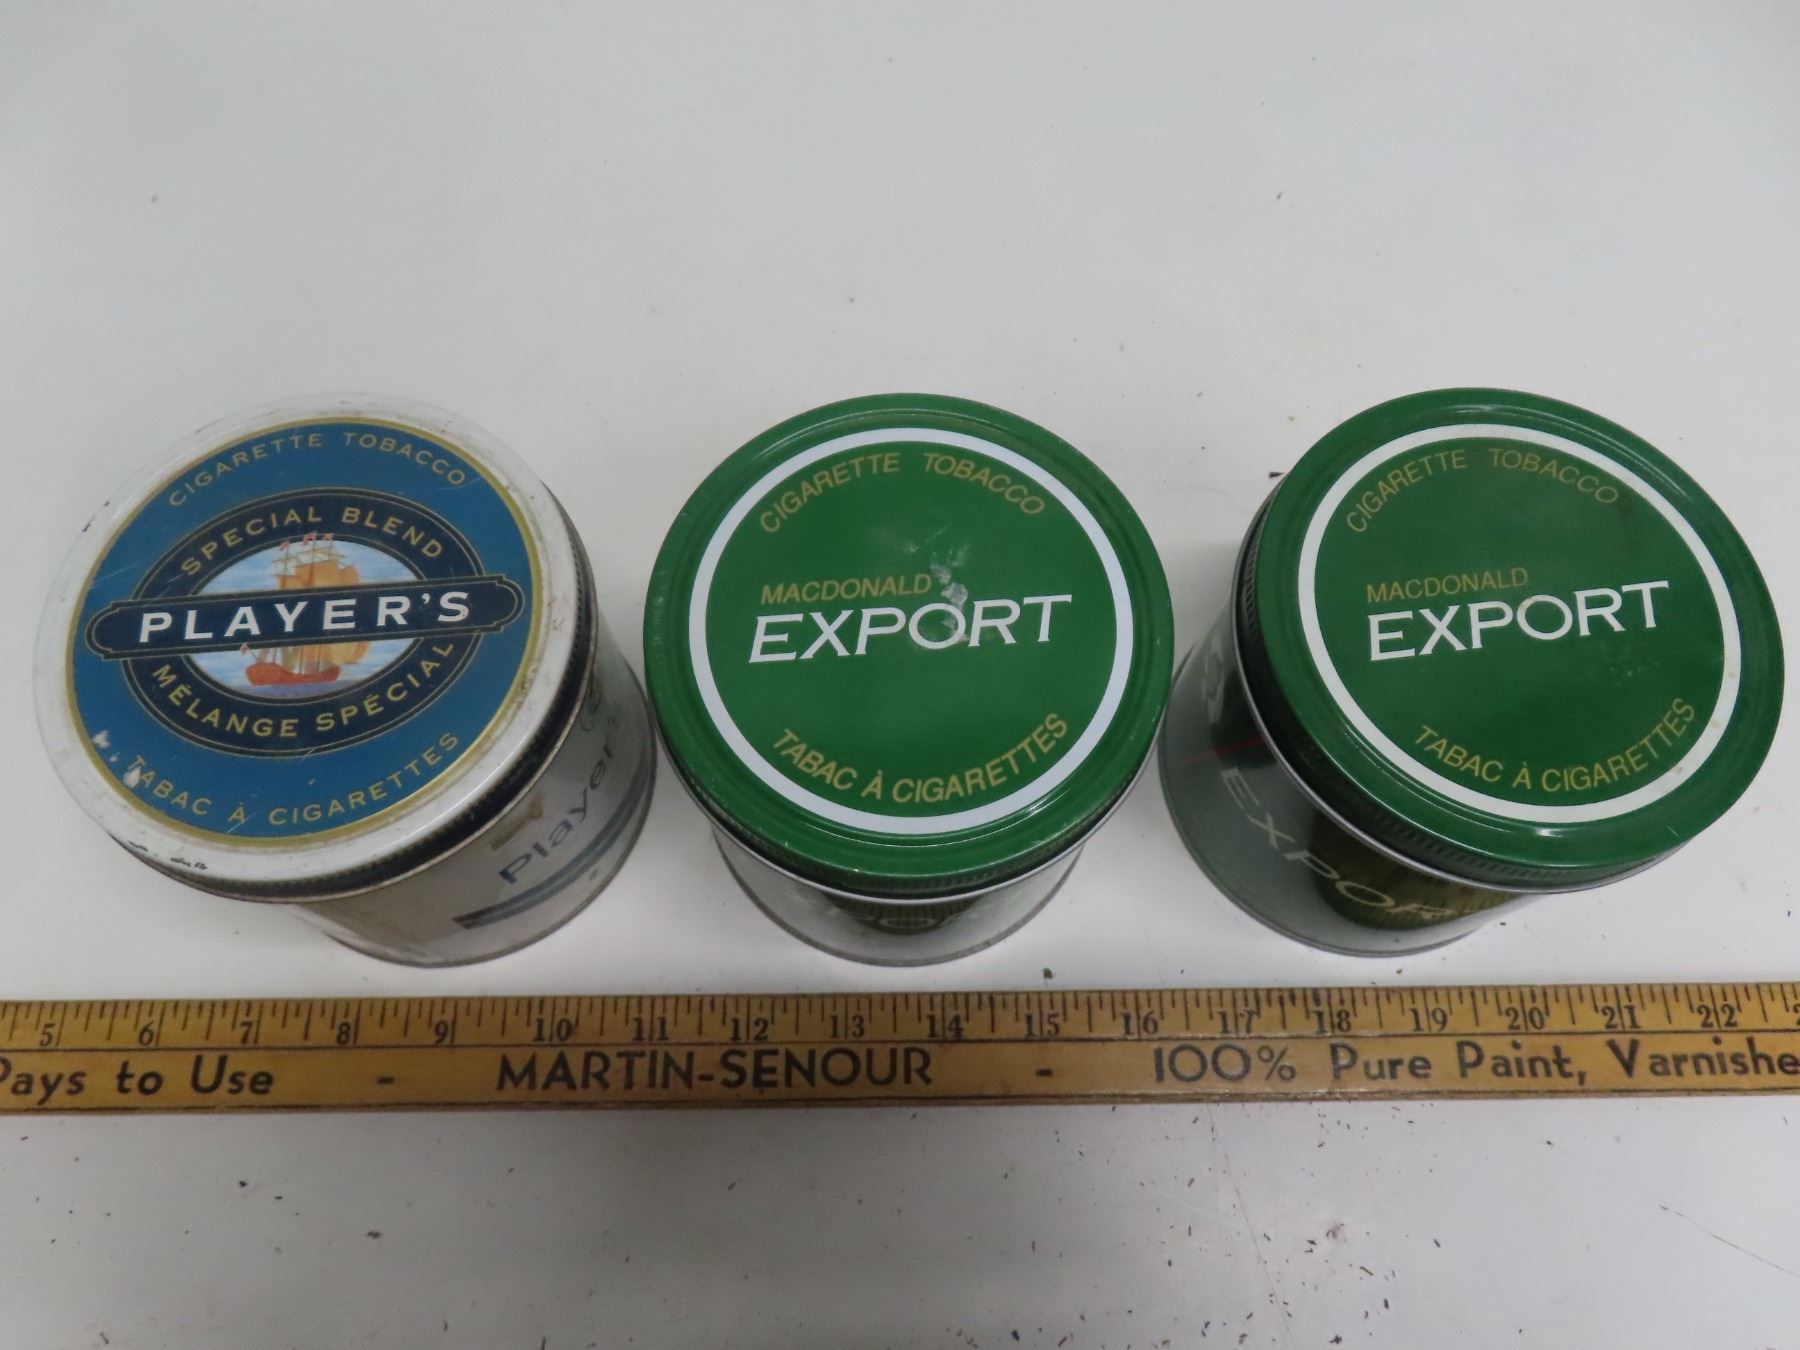 CIGARETTE TOBACCO
SPECIAL BLEND
PLAYER'S
MÉLANGE SPÉCIAL
TABAC À CIGARETTES
Player's
CIGARETTE TOBACCO
MACDONALD
EXPORT
TABAC À CIGARETTES
CIGARETTE TOBACCO
MACDONALD
EXPORT
TABAC À CIGARETTES
EXPORT
5 6 7 8 9 10 11 12 13 14 15 16 17 18 19 20 21 22
Pays to Use - MARTIN-SENOUR - 100% Pure Paint, Varnishe